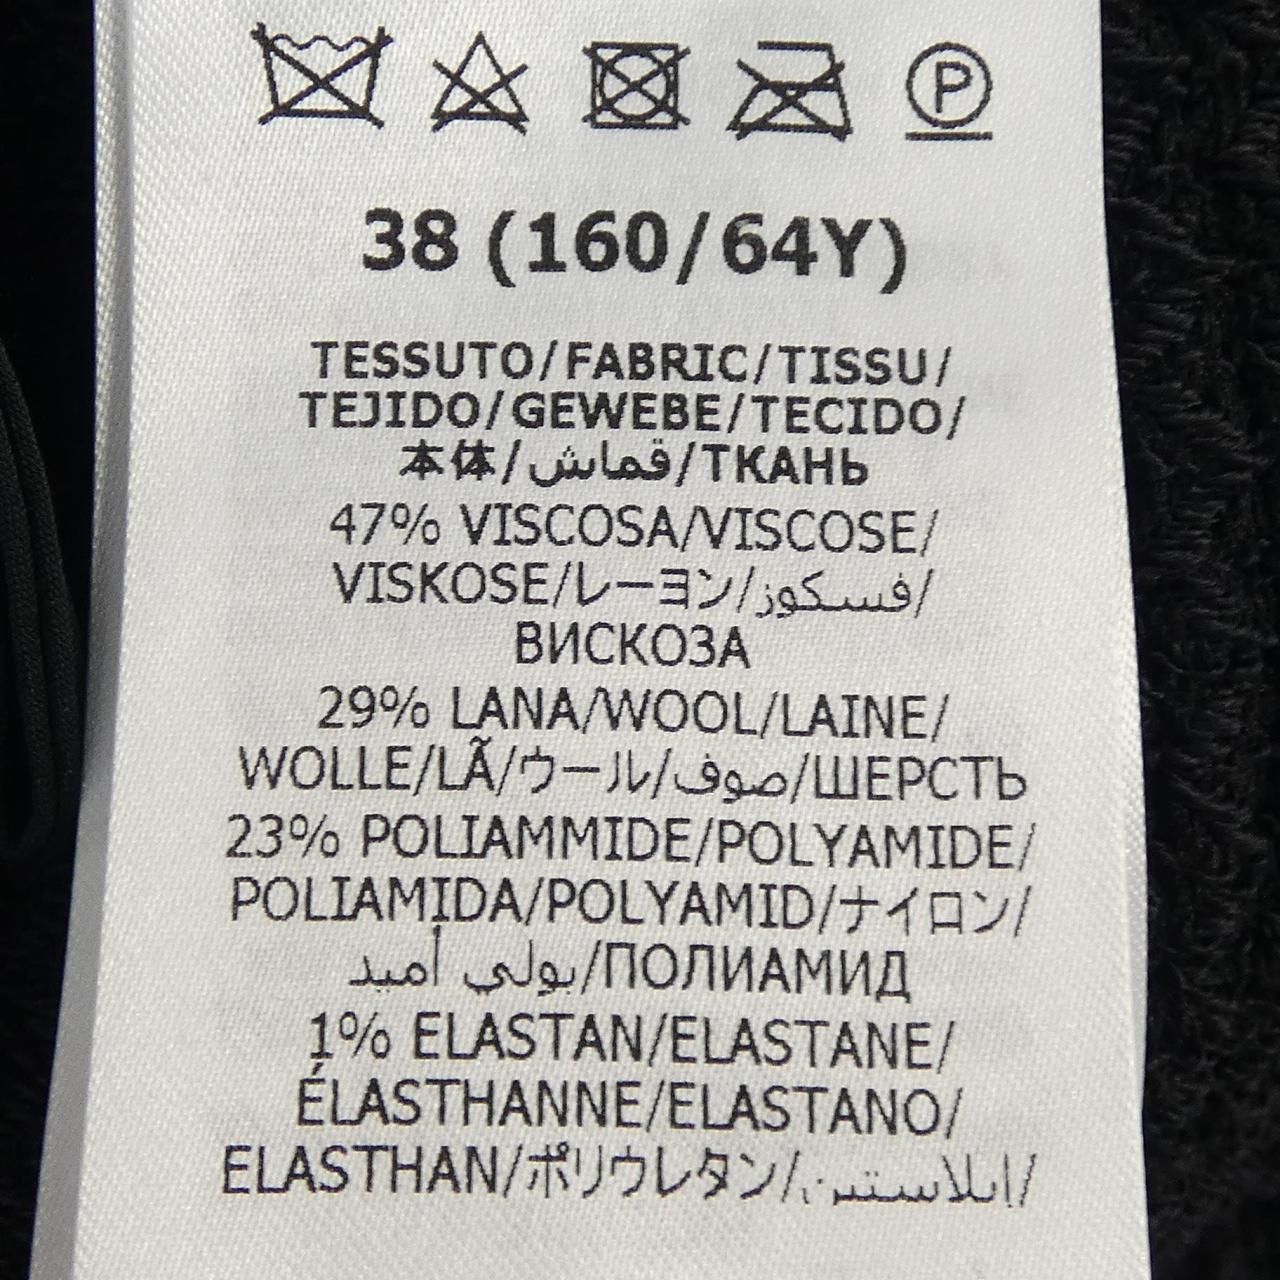 P
38 (160/64Y)
TESSUTO/FABRIC/TISSU/
TEJIDO/GEWEBE/TECIDO/
本体/قماش/ТКАНЬ
47% VISCOSA/VISCOSE/
VISKOSE/レーヨン/فسكوز/
ВИСКОЗА
29% LANA/WOOL/LAINE/
WOLLE/LÃ/ウール/صوف/ШЕРСТЬ
23% POLIAMMIDE/POLYAMIDE/
POLIAMIDA/POLYAMID/ナイロン/
بولي أميد/ПОЛИАМИД
1% ELASTAN/ELASTANE/
ÉLASTHANNE/ELASTANO/
ELASTHAN/ポリウレタン/إيلاستين/